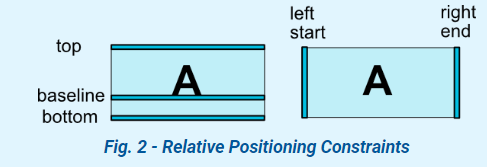 top
A
baseline
bottom
left
start
right
end
A
Fig. 2 - Relative Positioning Constraints